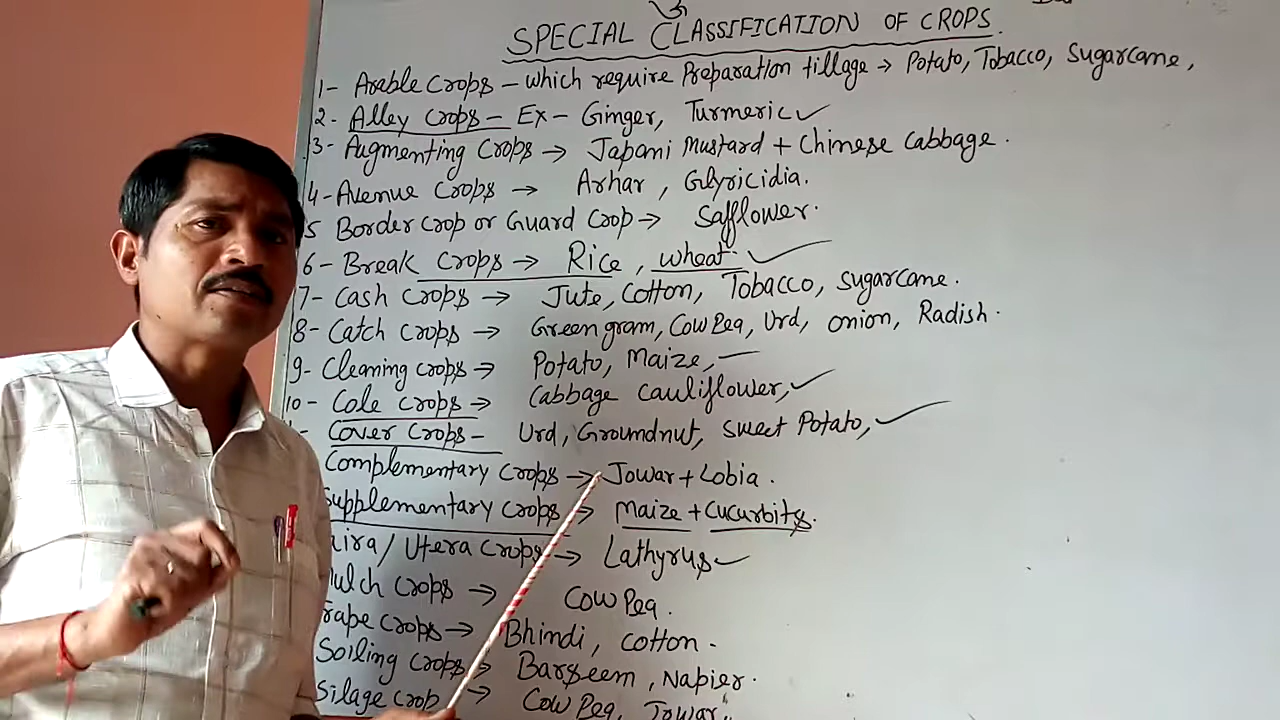 SPECIAL CLASSIFICATION OF CROPS
1- Arable Crops - which require Preparation tillage → Potato, Tobacco, Sugarcane,
2- Alley Crops - Ex- Ginger, Turmeric ✓
3- Augmenting Crops → Japani Mustard + Chinese Cabbage.
4- Avenue Crops → Arhar, Glyricidia.
5 Border Crop or Guard Crop → Safflower.
6- Break Crops → Rice, wheat ✓
7- Cash Crops → Jute, Cotton, Tobacco, Sugarcane.
8- Catch Crops → Green gram, Cow Pea, Urd, onion, Radish.
9- Cleaning crops → Potato, Maize, -
10- Cole Crops → Cabbage Cauliflower, ✓
- Cover Crops - Urd, Groundnut, Sweet Potato, ✓
Complementary Crops → Jowar + Lobia.
Supplementary Crops → Maize + Cucurbits.
aira / Utera Crops → Lathyrus ✓
ulch Crops → Cow Pea.
rape Crops → Bhindi, Cotton.
Soiling Crops → Barseem, Napier.
Silage Crop → Cow Pea, Jowar,